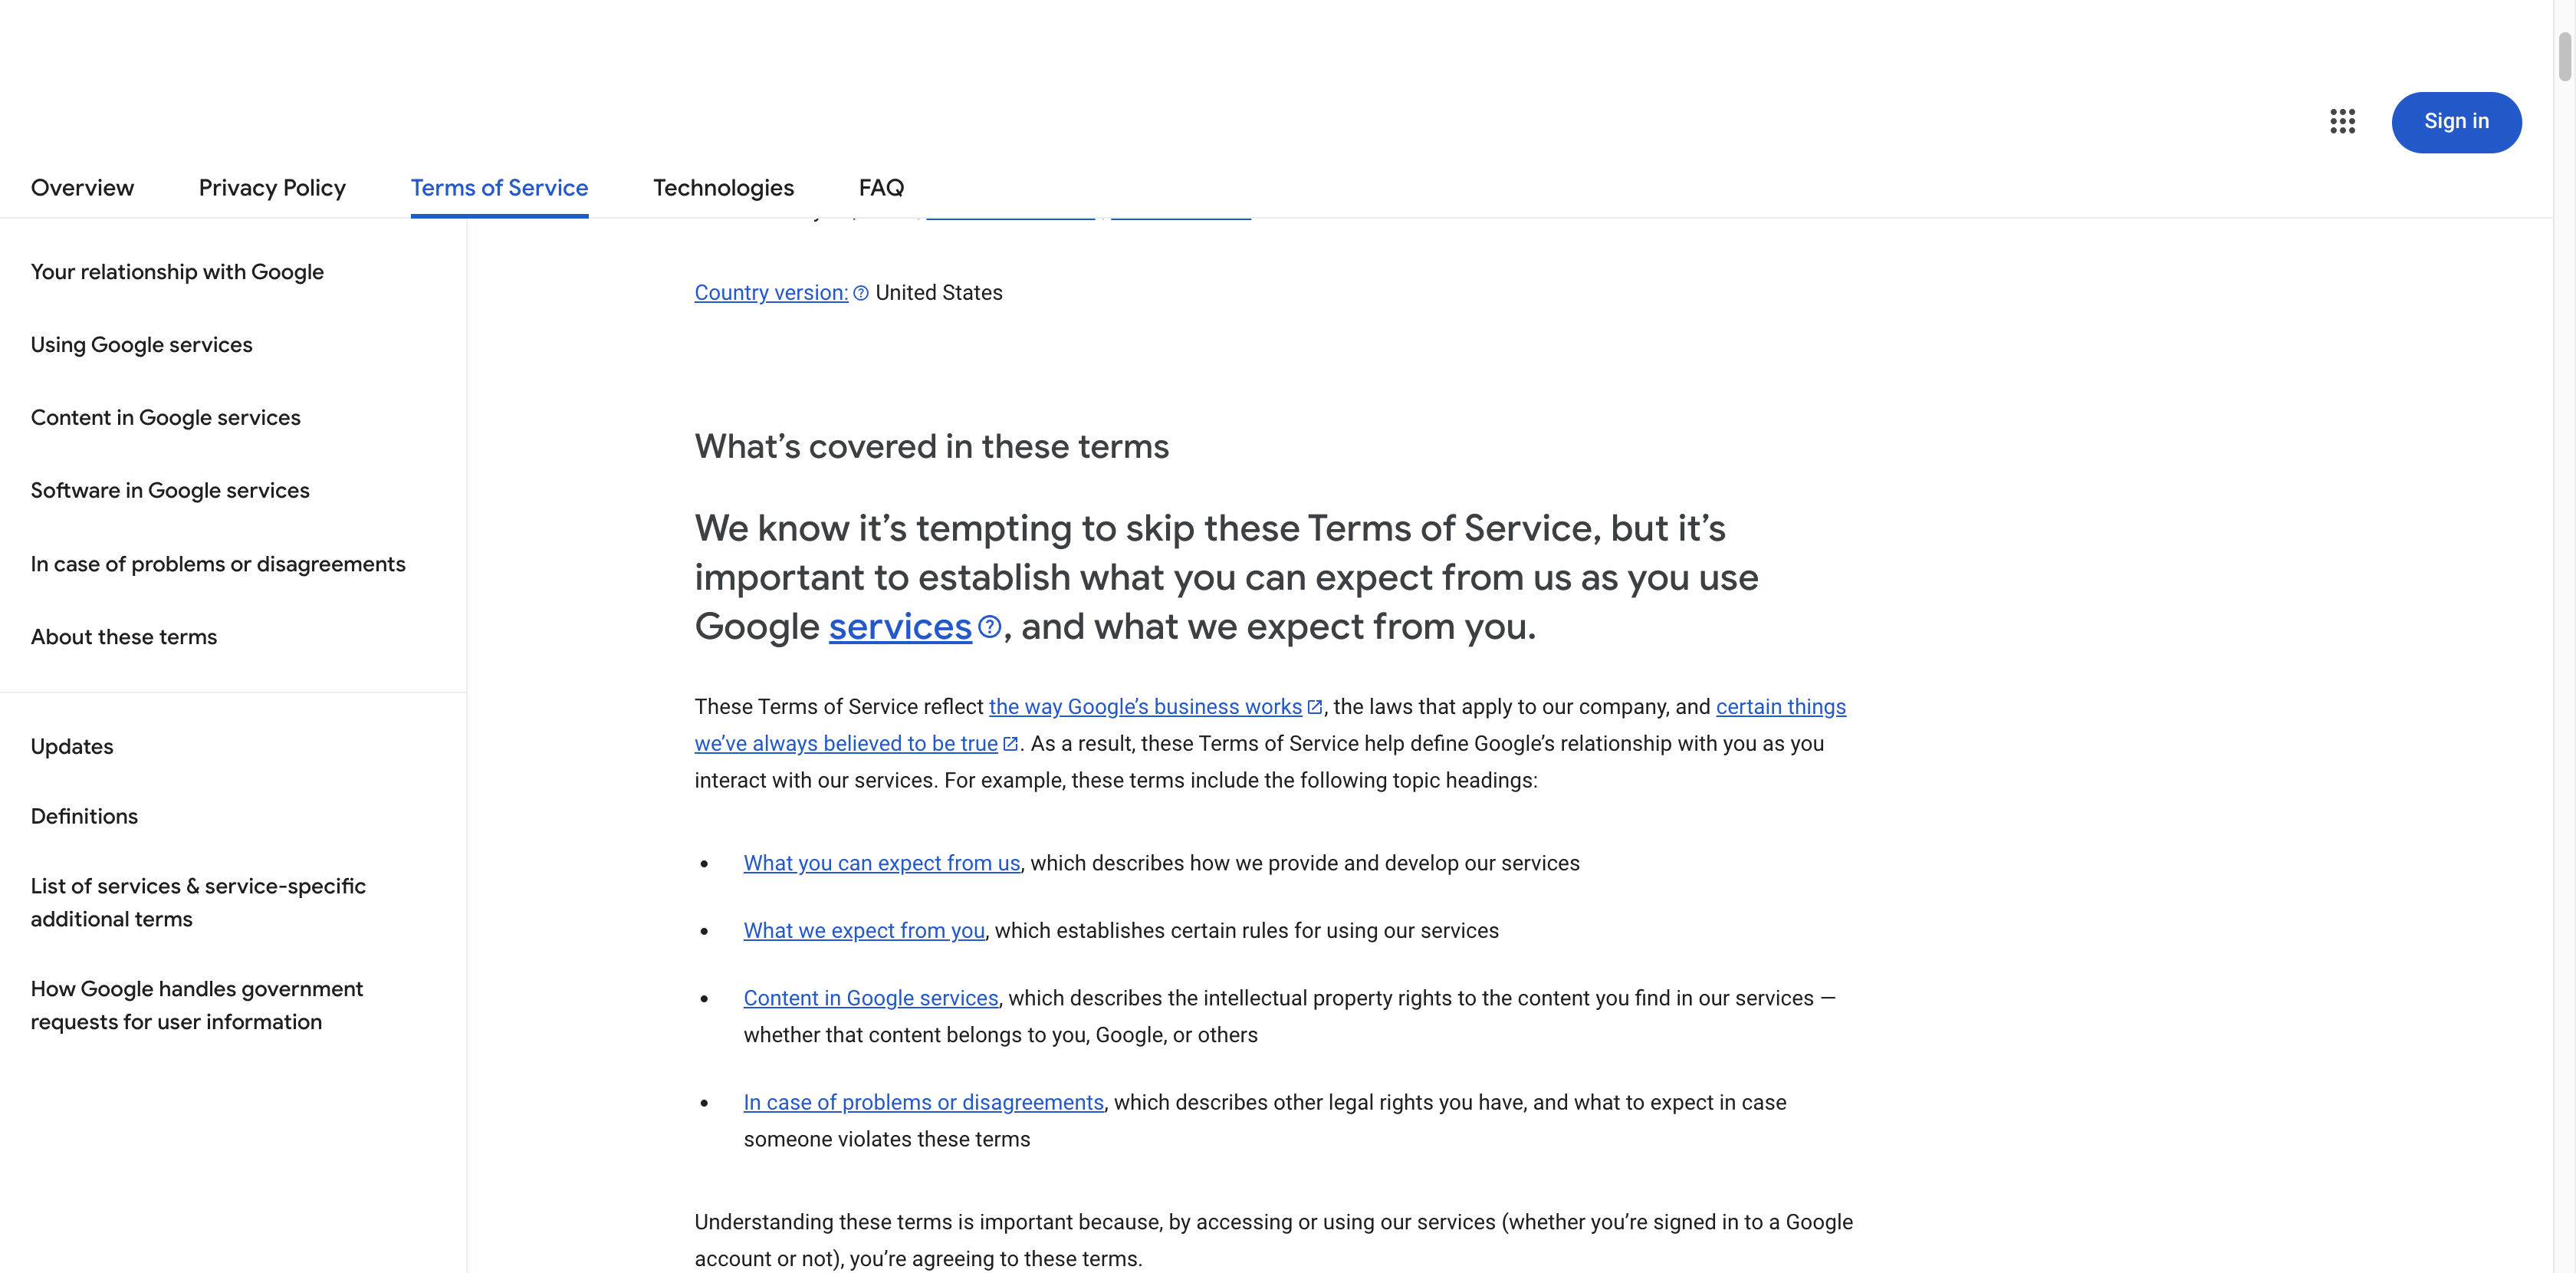 Sign in
Overview
Privacy Policy
Terms of Service
Technologies
FAQ
Your relationship with Google
Using Google services
Content in Google services
Software in Google services
In case of problems or disagreements
About these terms
Updates
Definitions
List of services & service-specific
additional terms
How Google handles government
requests for user information
Country version: United States
What’s covered in these terms
We know it’s tempting to skip these Terms of Service, but it’s
important to establish what you can expect from us as you use
Google services, and what we expect from you.
These Terms of Service reflect the way Google’s business works, the laws that apply to our company, and certain things
we’ve always believed to be true. As a result, these Terms of Service help define Google’s relationship with you as you
interact with our services. For example, these terms include the following topic headings:
• What you can expect from us, which describes how we provide and develop our services
• What we expect from you, which establishes certain rules for using our services
• Content in Google services, which describes the intellectual property rights to the content you find in our services —
whether that content belongs to you, Google, or others
• In case of problems or disagreements, which describes other legal rights you have, and what to expect in case
someone violates these terms
Understanding these terms is important because, by accessing or using our services (whether you’re signed in to a Google
account or not), you’re agreeing to these terms.